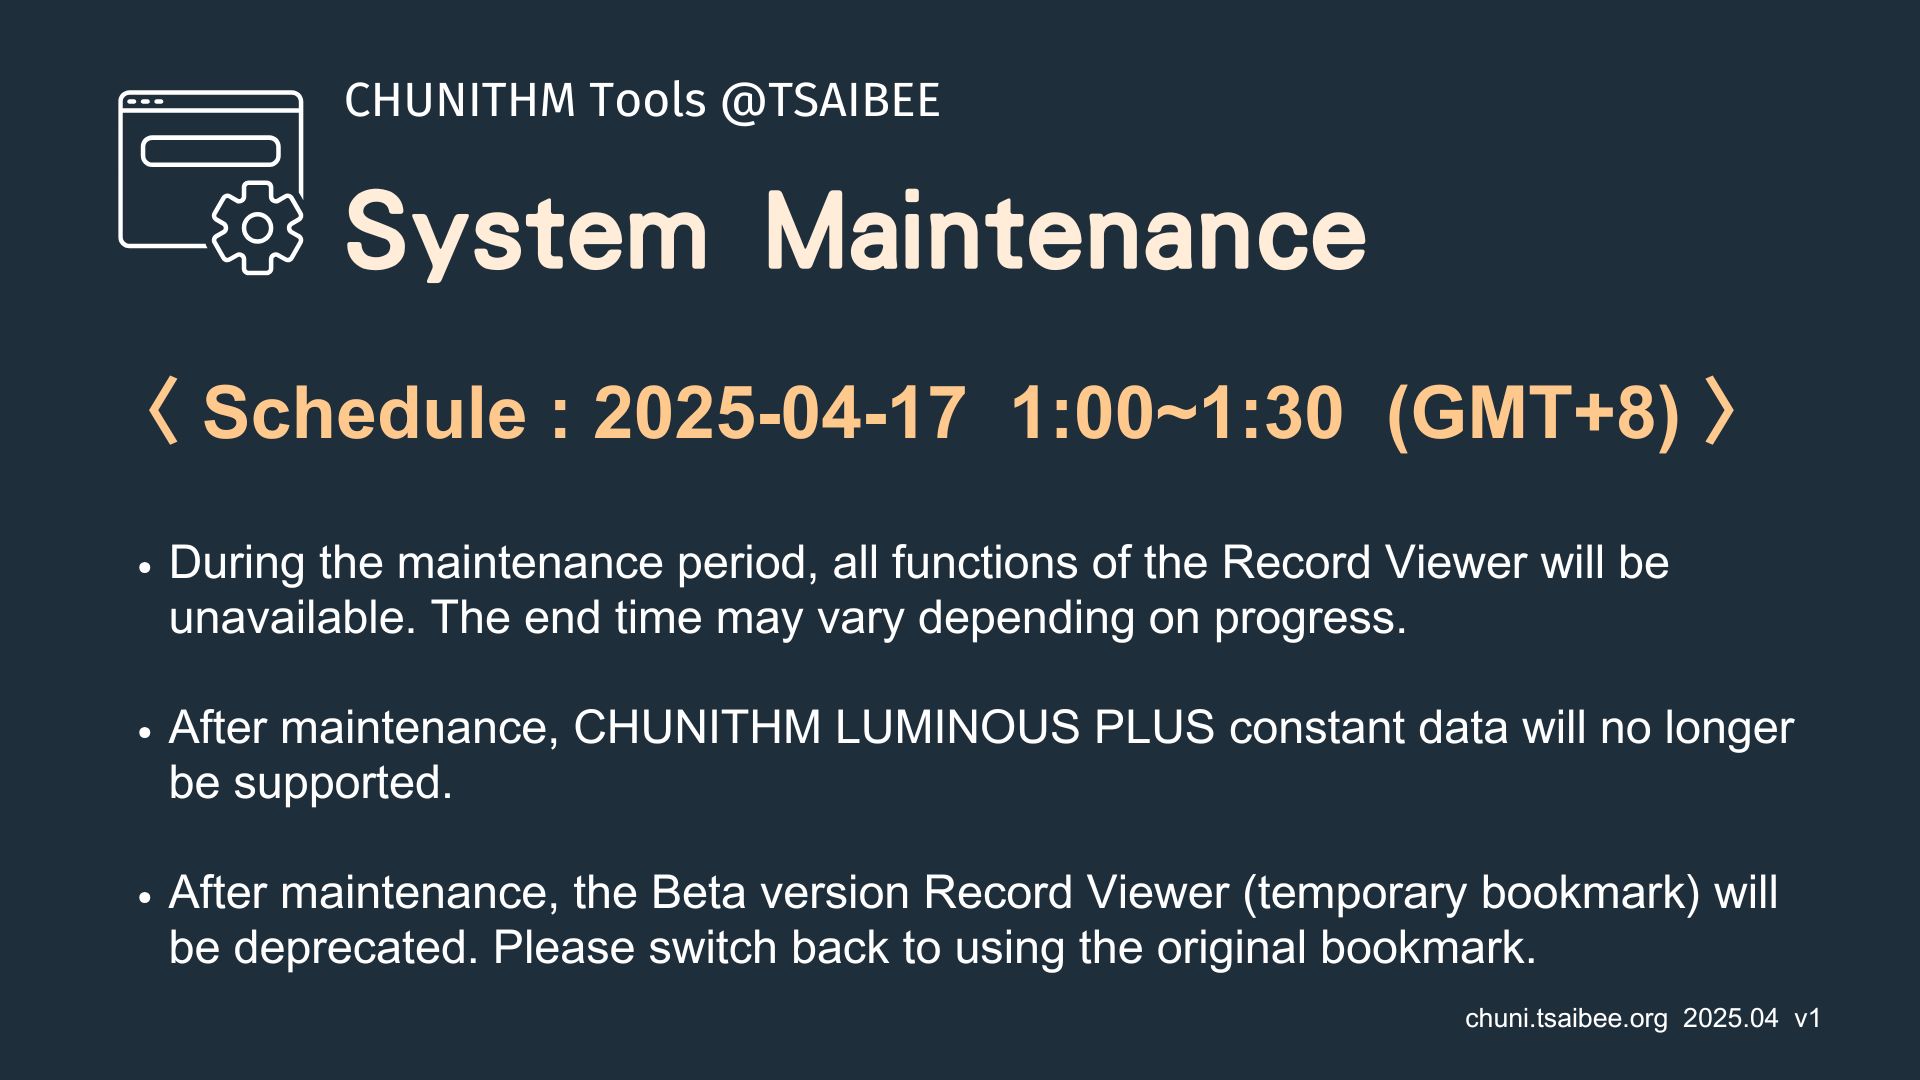 CHUNITHM Tools @TSAIBEE
System Maintenance
〈 Schedule : 2025-04-17 1:00~1:30 (GMT+8) 〉
• During the maintenance period, all functions of the Record Viewer will be
unavailable. The end time may vary depending on progress.
• After maintenance, CHUNITHM LUMINOUS PLUS constant data will no longer
be supported.
• After maintenance, the Beta version Record Viewer (temporary bookmark) will
be deprecated. Please switch back to using the original bookmark.
chuni.tsaibee.org 2025.04 v1